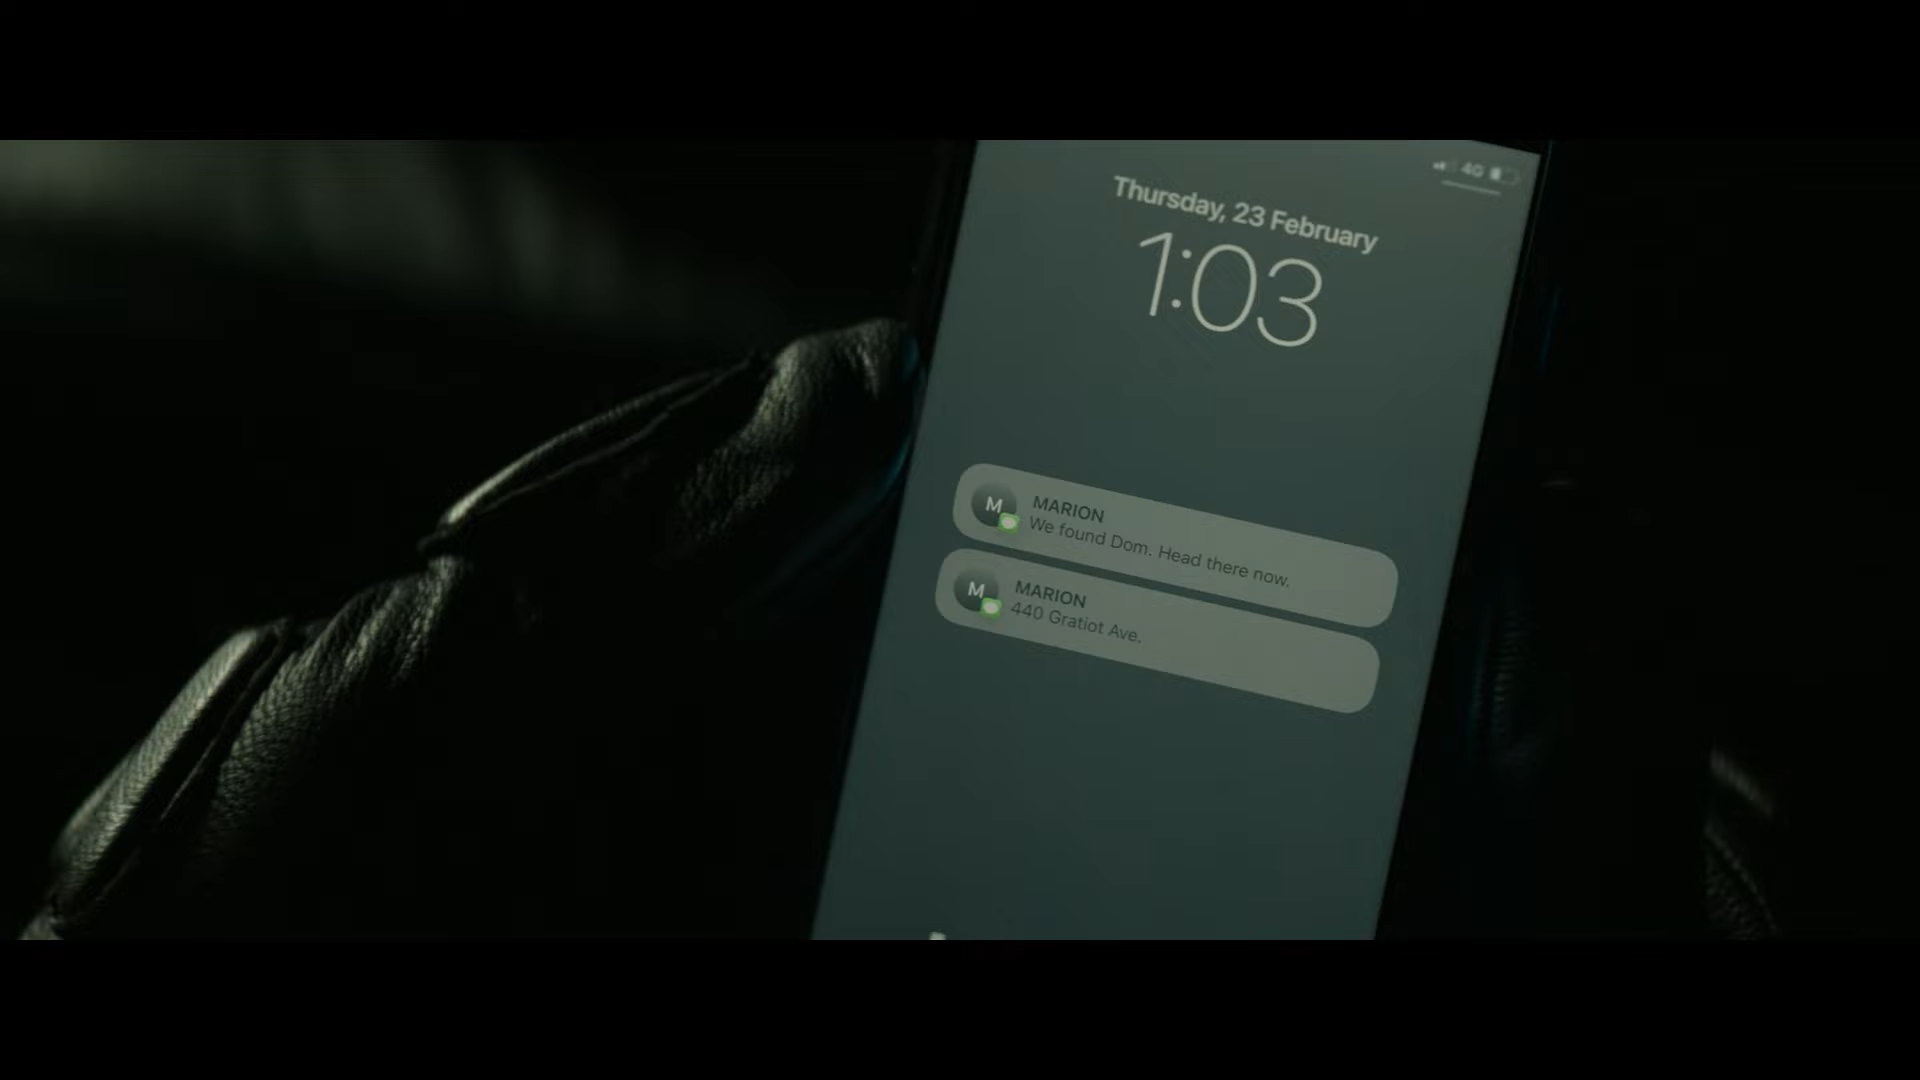 4G
Thursday, 23 February
1:03
M
MARION
We found Dom. Head there now.
M
MARION
440 Gratiot Ave.